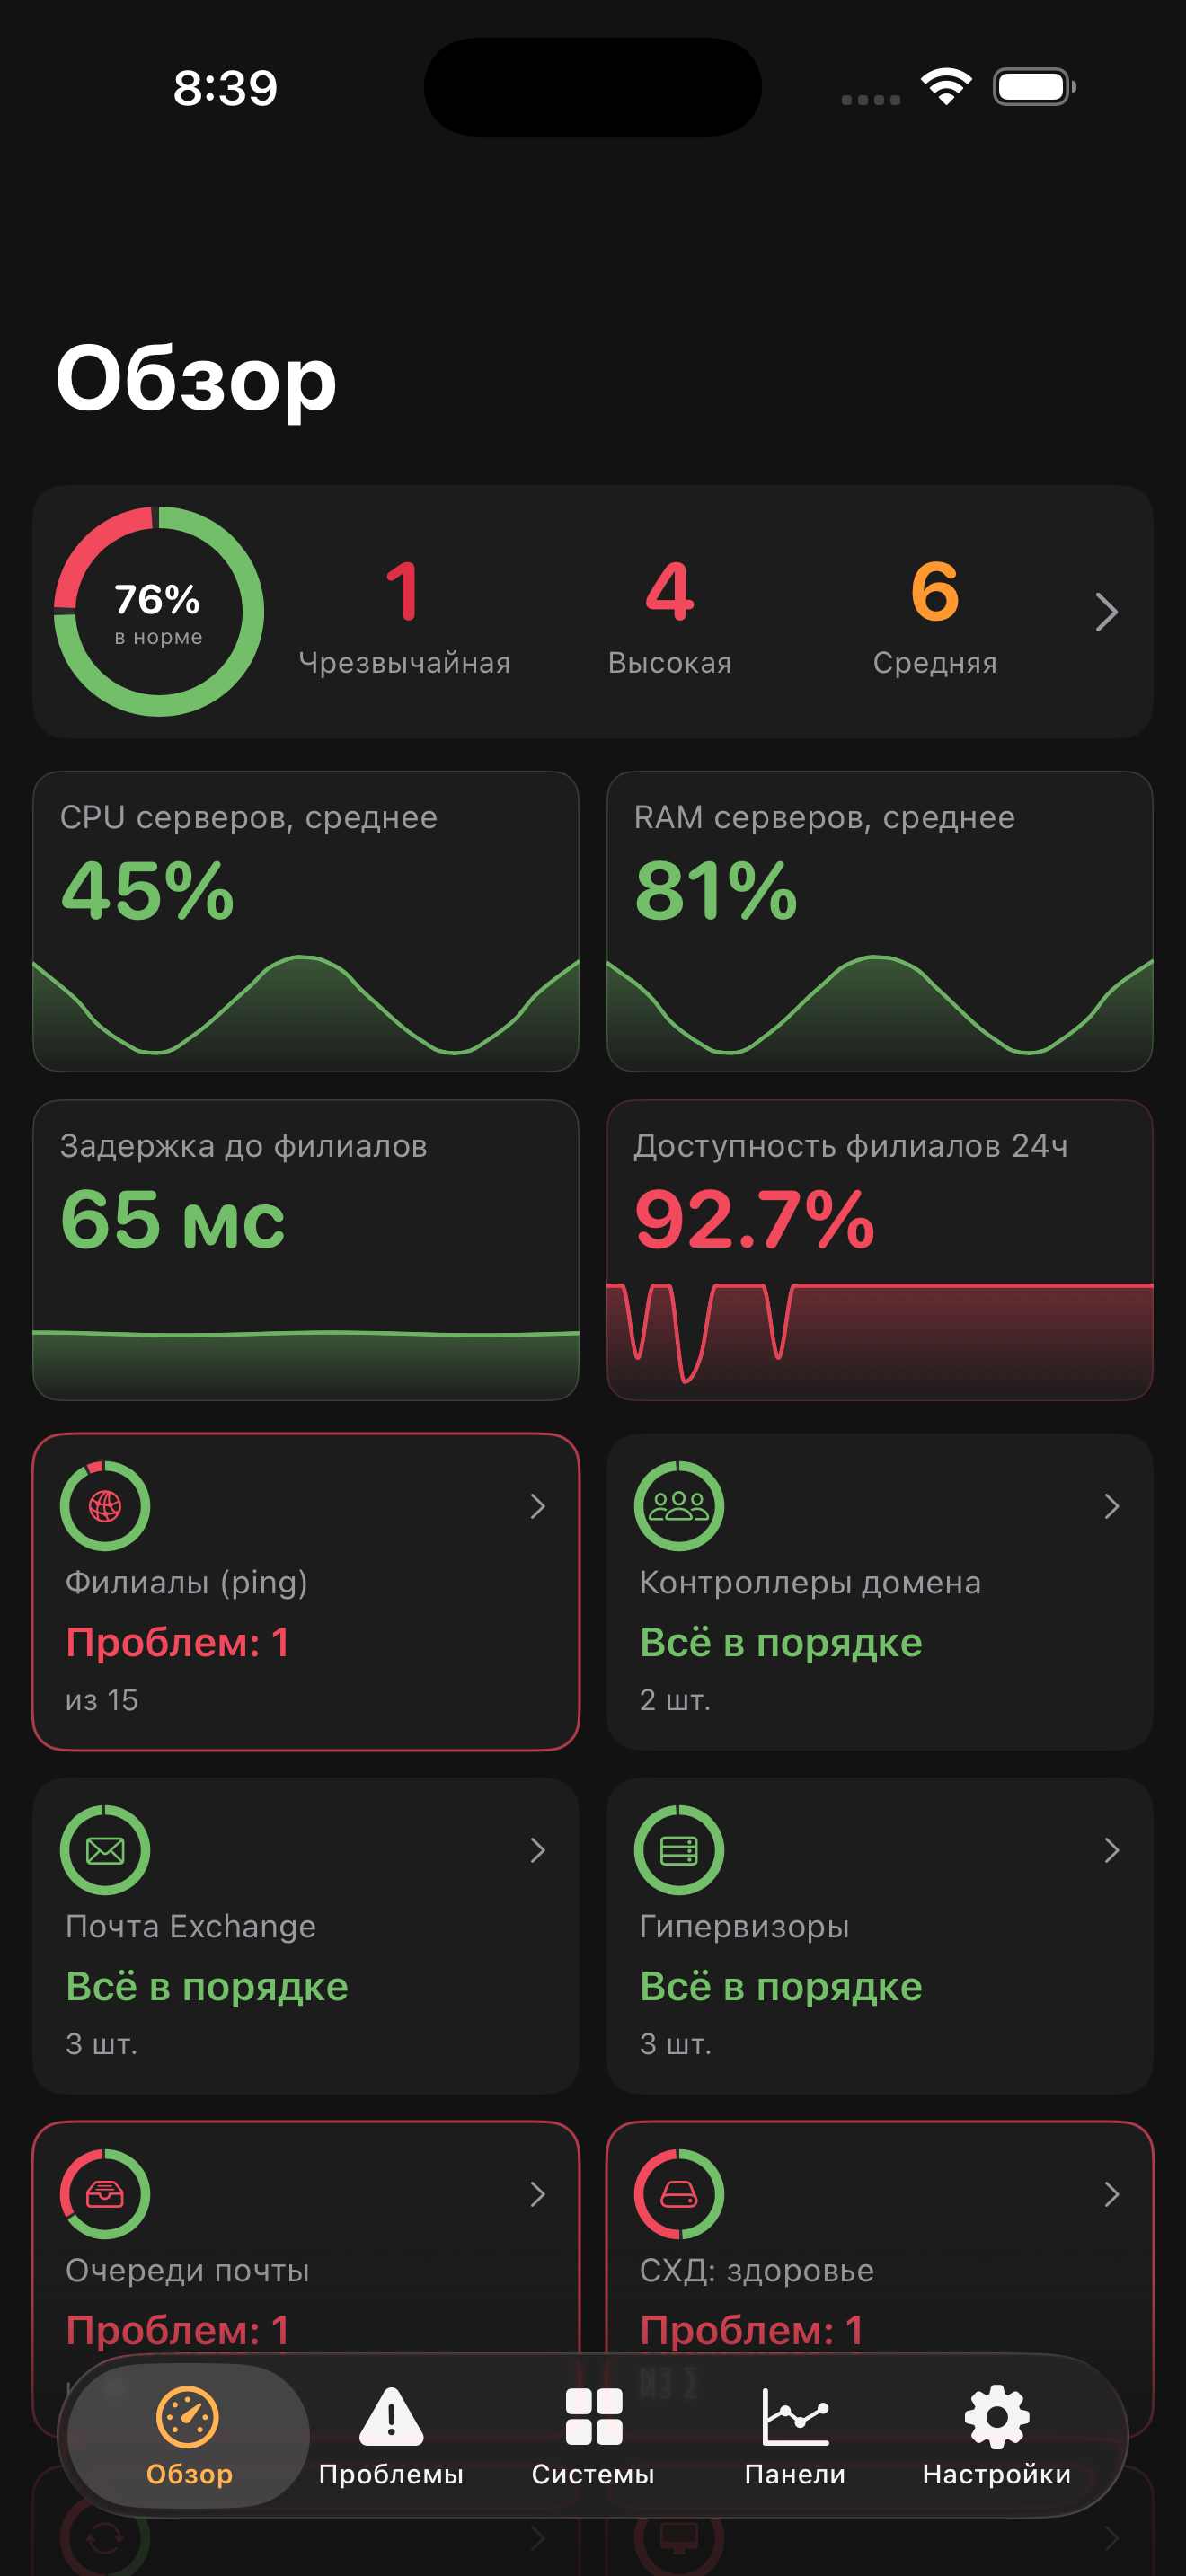 8:39
Обзор
76%
в норме
1
Чрезвычайная
4
Высокая
6
Средняя
CPU серверов, среднее
45%
RAM серверов, среднее
81%
Задержка до филиалов
65 мс
Доступность филиалов 24ч
92.7%
Филиалы (ping)
Проблем: 1
из 15
Контроллеры домена
Всё в порядке
2 шт.
Почта Exchange
Всё в порядке
3 шт.
Гипервизоры
Всё в порядке
3 шт.
Очереди почты
Проблем: 1
СХД: здоровье
Проблем: 1
Обзор
Проблемы
Системы
Панели
Настройки